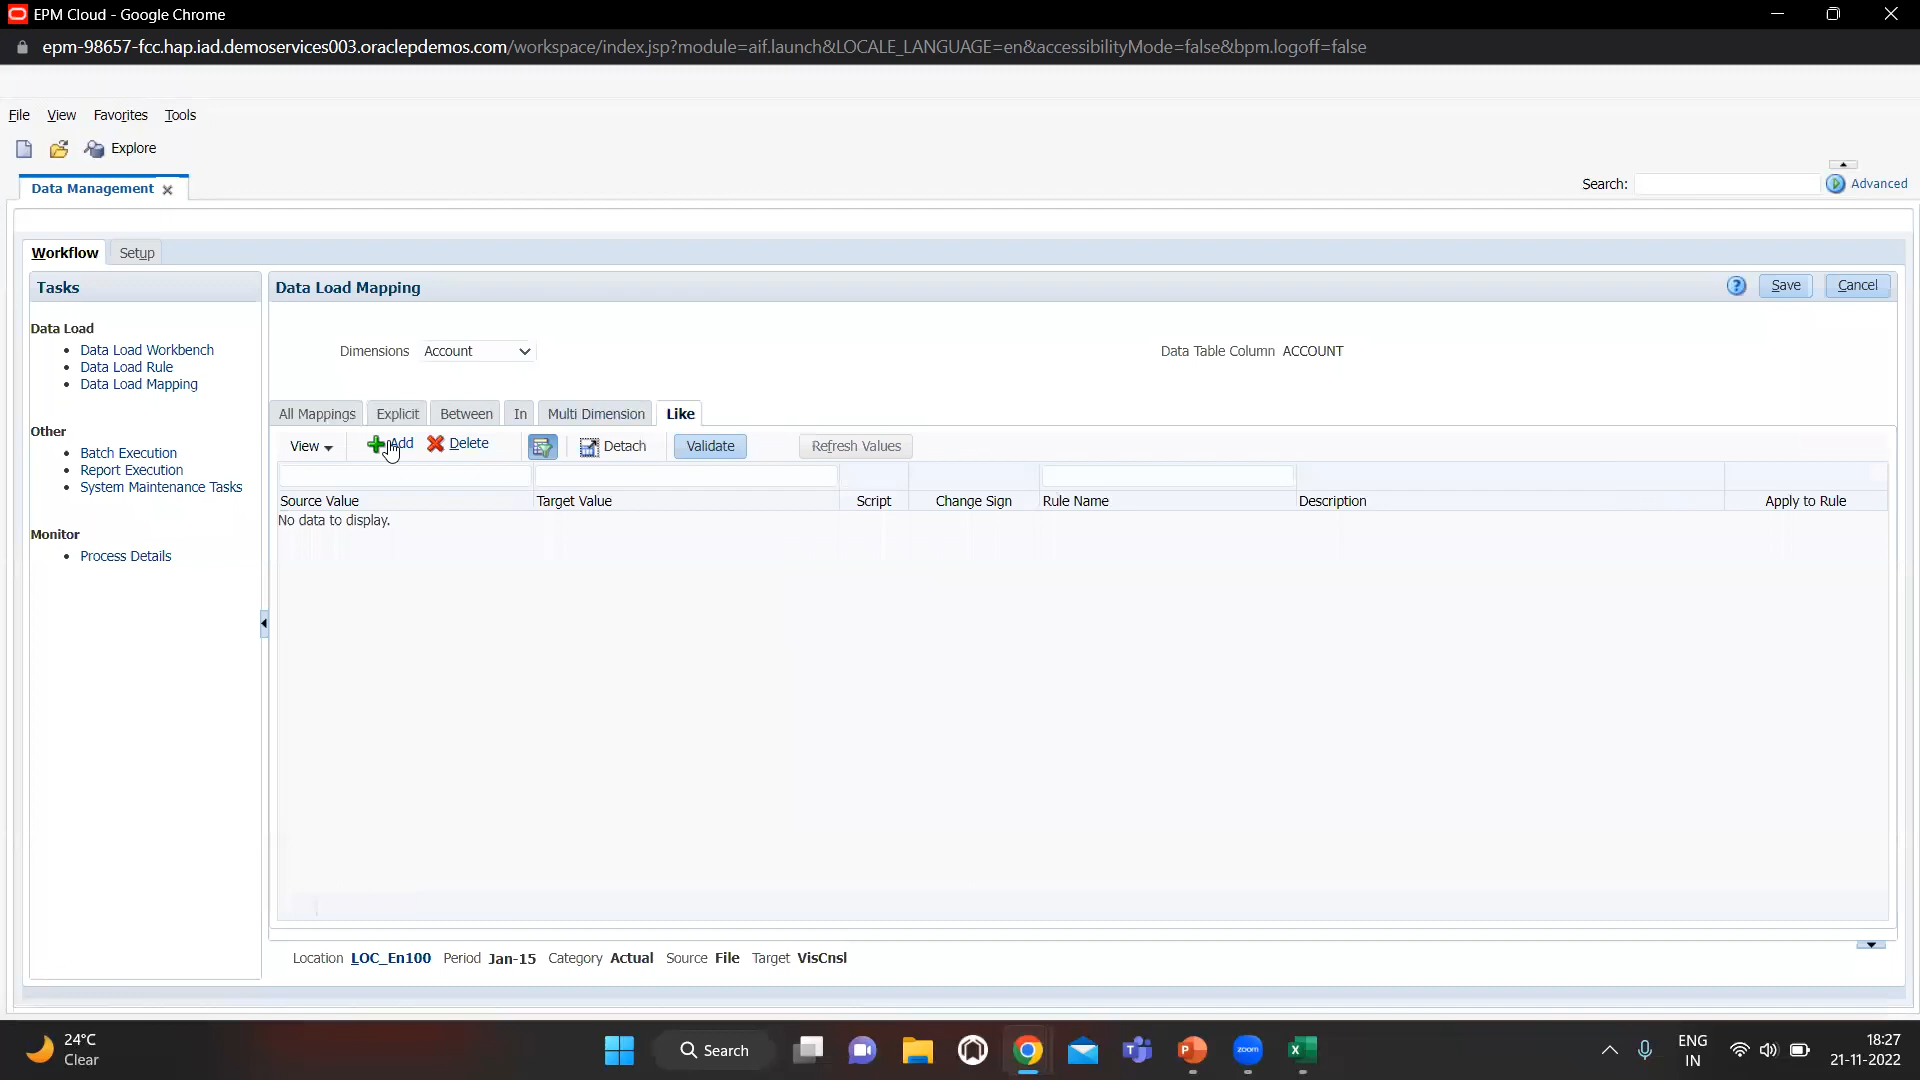 EPM Cloud - Google Chrome
epm-98657-fcc.hap.iad.demoservices003.oraclepdemos.com/workspace/index.jsp?module=aif.launch&LOCALE_LANGUAGE=en&accessibilityMode=false&bpm.logoff=false
File View Favorites Tools
Explore
Data Management
Search: Advanced
Workflow Setup
Tasks
Data Load Mapping
Save Cancel
Data Load
Data Load Workbench
Data Load Rule
Data Load Mapping
Other
Batch Execution
Report Execution
System Maintenance Tasks
Monitor
Process Details
Dimensions Account
Data Table Column ACCOUNT
All Mappings Explicit Between In Multi Dimension Like
View Add Delete Detach Validate Refresh Values
Source Value Target Value Script Change Sign Rule Name Description Apply to Rule
No data to display.
Location LOC_En100 Period Jan-15 Category Actual Source File Target VisCnsl
24°C
Clear
Search
zoom
ENG
IN
18:27
21-11-2022